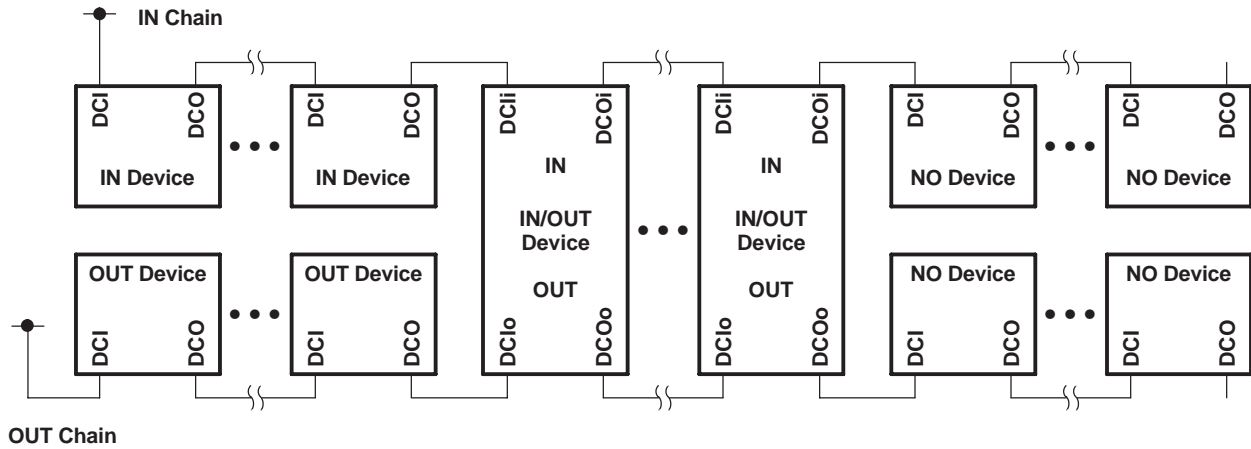 IN Chain
DCI
DCO
DCI
DCO
DCIi
DCOi
DCIi
DCOi
DCI
DCO
DCI
DCO
IN Device
IN Device
IN
IN/OUT
Device
OUT
IN
IN/OUT
Device
OUT
NO Device
NO Device
OUT Device
OUT Device
NO Device
NO Device
DCI
DCO
DCI
DCO
DCIo
DCOo
DCIo
DCOo
DCI
DCO
DCI
DCO
OUT Chain